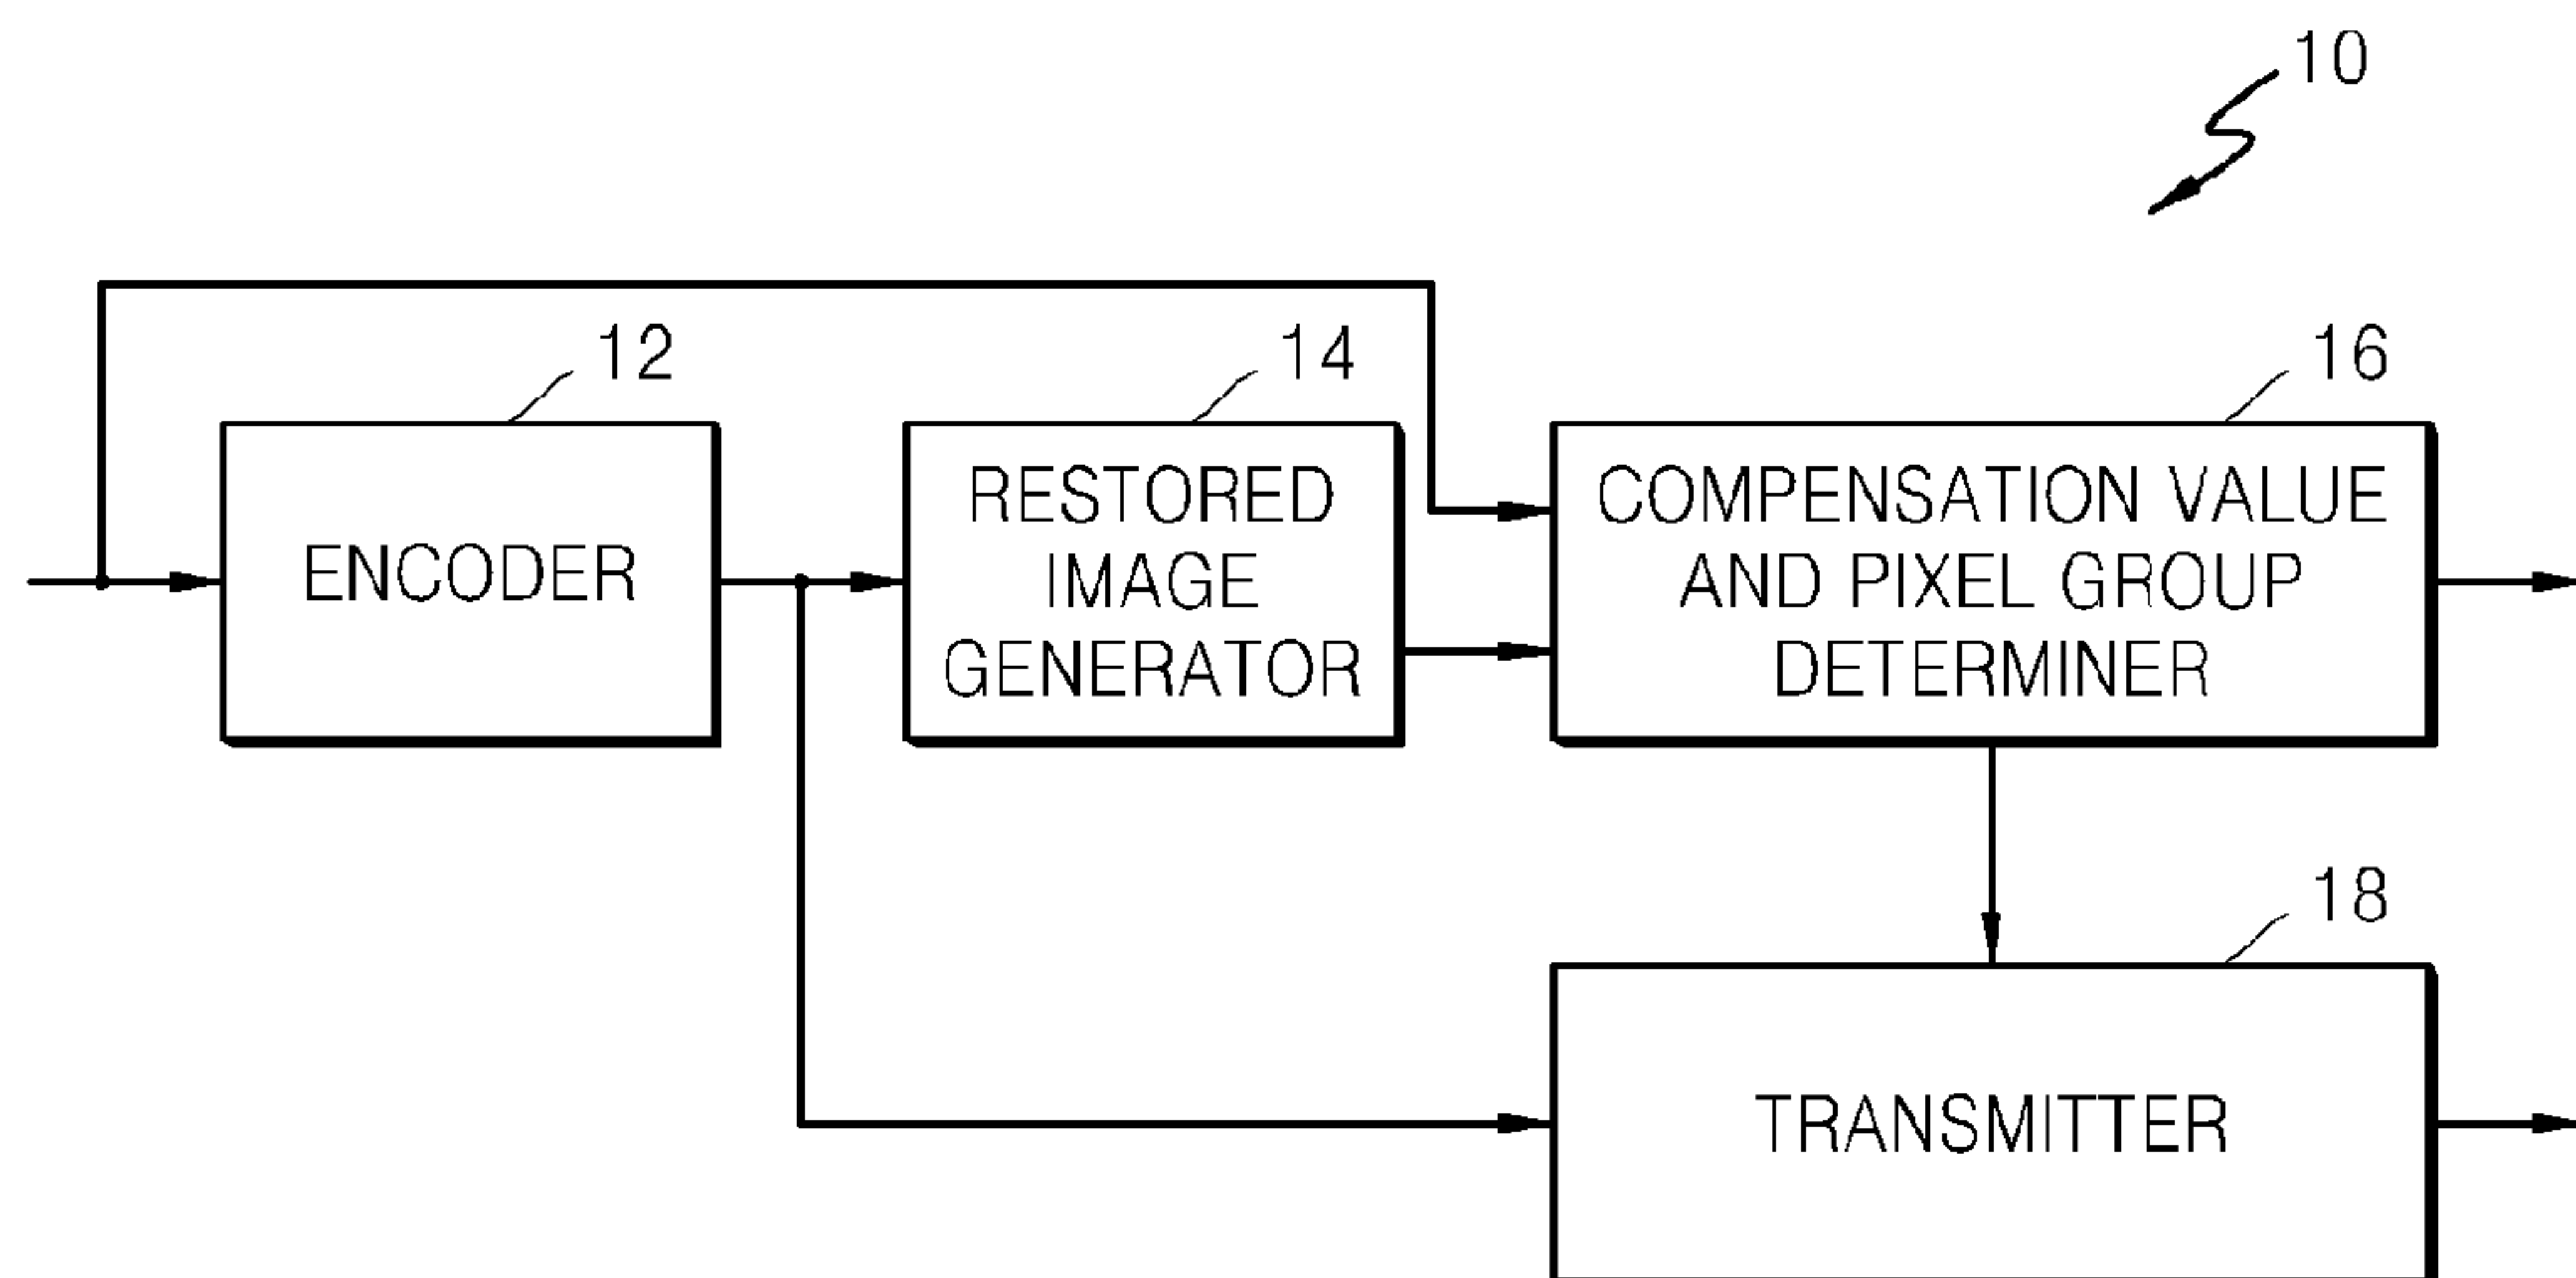 10
12
14
16
ENCODER
RESTORED
IMAGE
GENERATOR
COMPENSATION VALUE
AND PIXEL GROUP
DETERMINER
18
TRANSMITTER